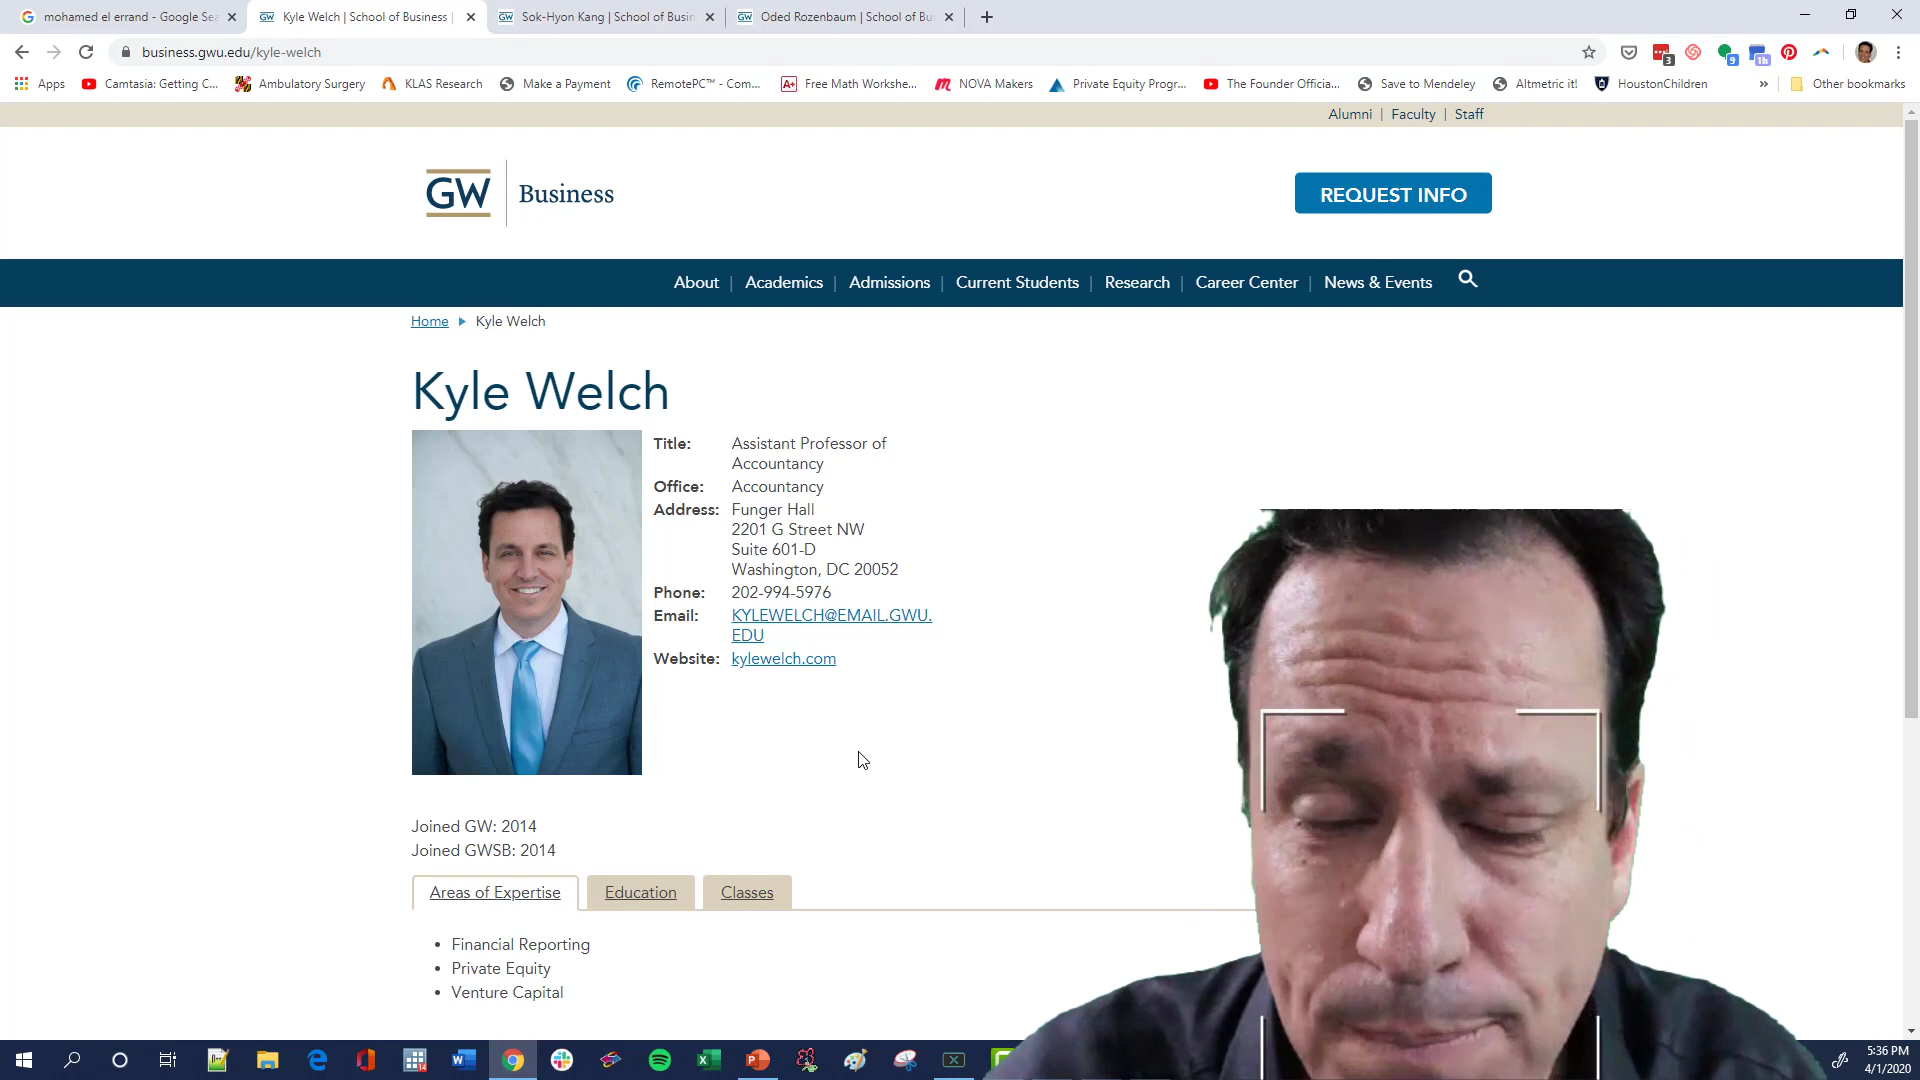 mohamed el errand - Google Sea
Kyle Welch | School of Business |
Sok-Hyon Kang | School of Busin
Oded Rozenbaum | School of Bu
business.gwu.edu/kyle-welch
3
9
1h
Apps
Camtasia: Getting C...
Ambulatory Surgery
KLAS Research
Make a Payment
RemotePC™ - Com...
A+
Free Math Workshe...
NOVA Makers
Private Equity Progr...
The Founder Officia...
Save to Mendeley
Altmetric it!
HoustonChildren
»
Other bookmarks
Alumni | Faculty | Staff
GW Business
REQUEST INFO
About | Academics | Admissions | Current Students | Research | Career Center | News & Events
Home Kyle Welch
Kyle Welch
Title: Assistant Professor of
Accountancy
Office: Accountancy
Address: Funger Hall
2201 G Street NW
Suite 601-D
Washington, DC 20052
Phone: 202-994-5976
Email: KYLEWELCH@EMAIL.GWU.
EDU
Website: kylewelch.com
Joined GW: 2014
Joined GWSB: 2014
Areas of Expertise Education Classes
• Financial Reporting
• Private Equity
• Venture Capital
14
5:36 PM
4/1/2020